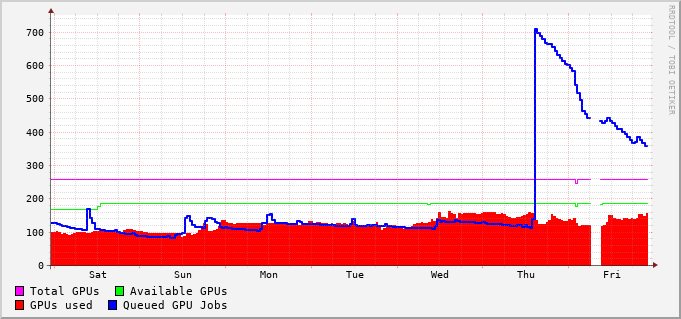 700
600
500
400
300
200
100
0
Sat Sun Mon Tue Wed Thu Fri
Total GPUs Available GPUs
GPUs used Queued GPU Jobs
RRDTOOL / TOBI OETIKER